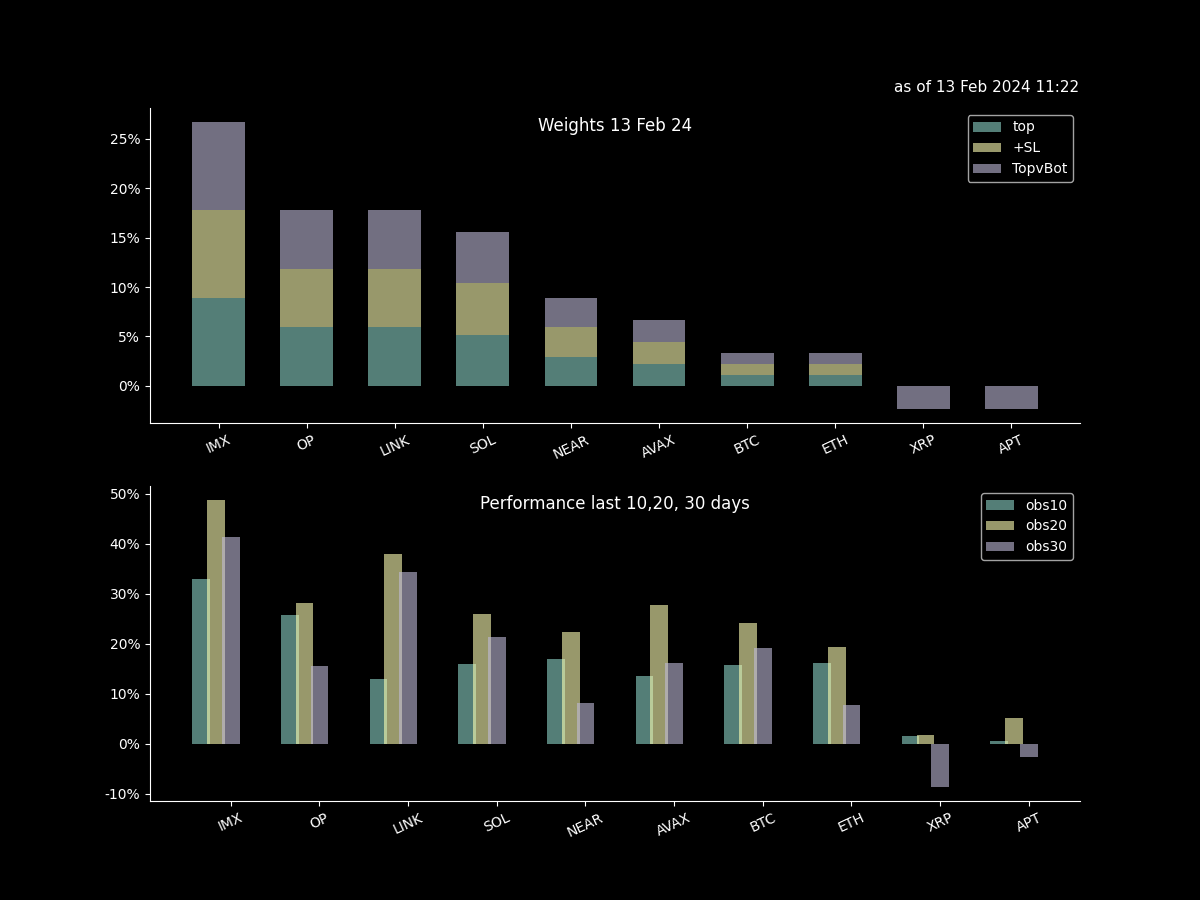 as of 13 Feb 2024 11:22
Weights 13 Feb 24
top
+SL
TopvBot
25%
20%
15%
10%
5%
0%
IMX OP LINK SOL NEAR AVAX BTC ETH XRP APT
Performance last 10,20, 30 days
obs10
obs20
obs30
50%
40%
30%
20%
10%
0%
-10%
IMX OP LINK SOL NEAR AVAX BTC ETH XRP APT